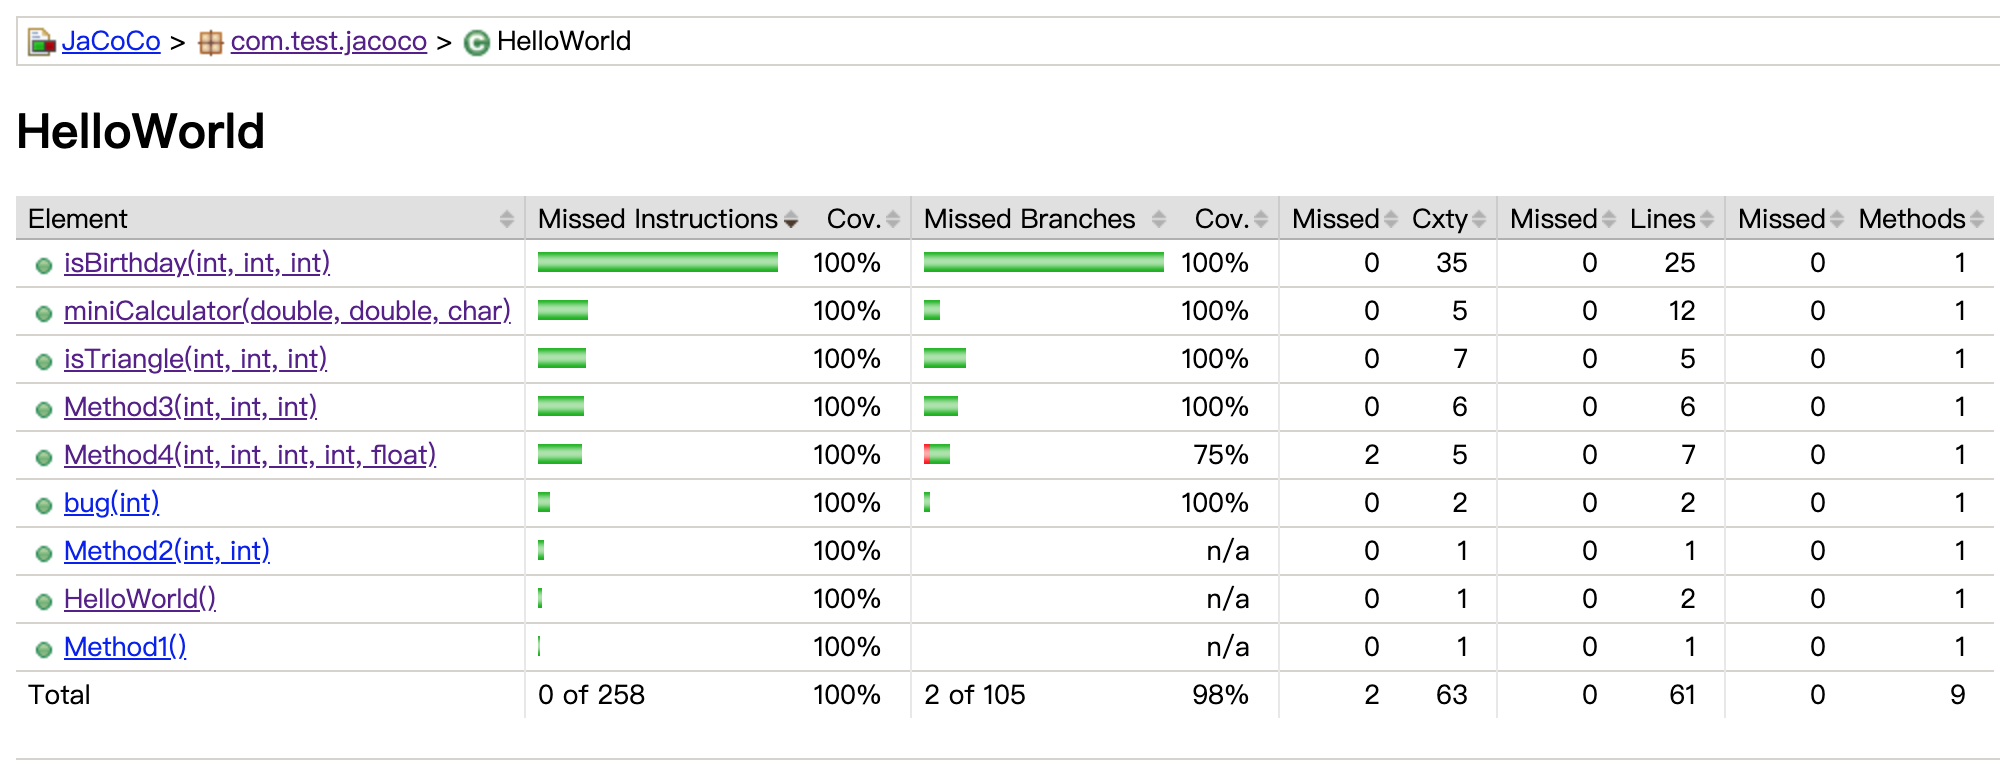 JaCoCo > com.test.jacoco > HelloWorld
HelloWorld
Element Missed Instructions Cov. Missed Branches Cov. Missed Cxty Missed Lines Missed Methods
isBirthday(int, int, int) 100% 100% 0 35 0 25 0 1
miniCalculator(double, double, char) 100% 100% 0 5 0 12 0 1
isTriangle(int, int, int) 100% 100% 0 7 0 5 0 1
Method3(int, int, int) 100% 100% 0 6 0 6 0 1
Method4(int, int, int, int, float) 100% 75% 2 5 0 7 0 1
bug(int) 100% 100% 0 2 0 2 0 1
Method2(int, int) 100% n/a 0 1 0 1 0 1
HelloWorld() 100% n/a 0 1 0 2 0 1
Method1() 100% n/a 0 1 0 1 0 1
Total 0 of 258 100% 2 of 105 98% 2 63 0 61 0 9